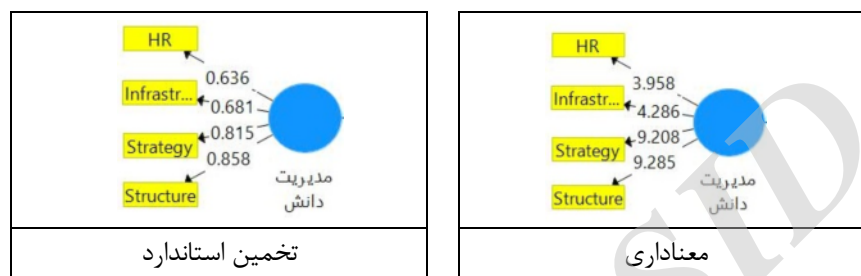 HR
0.636
Infrastr...
0.681
0.815
Strategy
0.858
Structure
مدیریت
دانش
تخمین استاندارد
HR
3.958
Infrastr...
4.286
9.208
Strategy
9.285
Structure
مدیریت
دانش
معناداری
SID